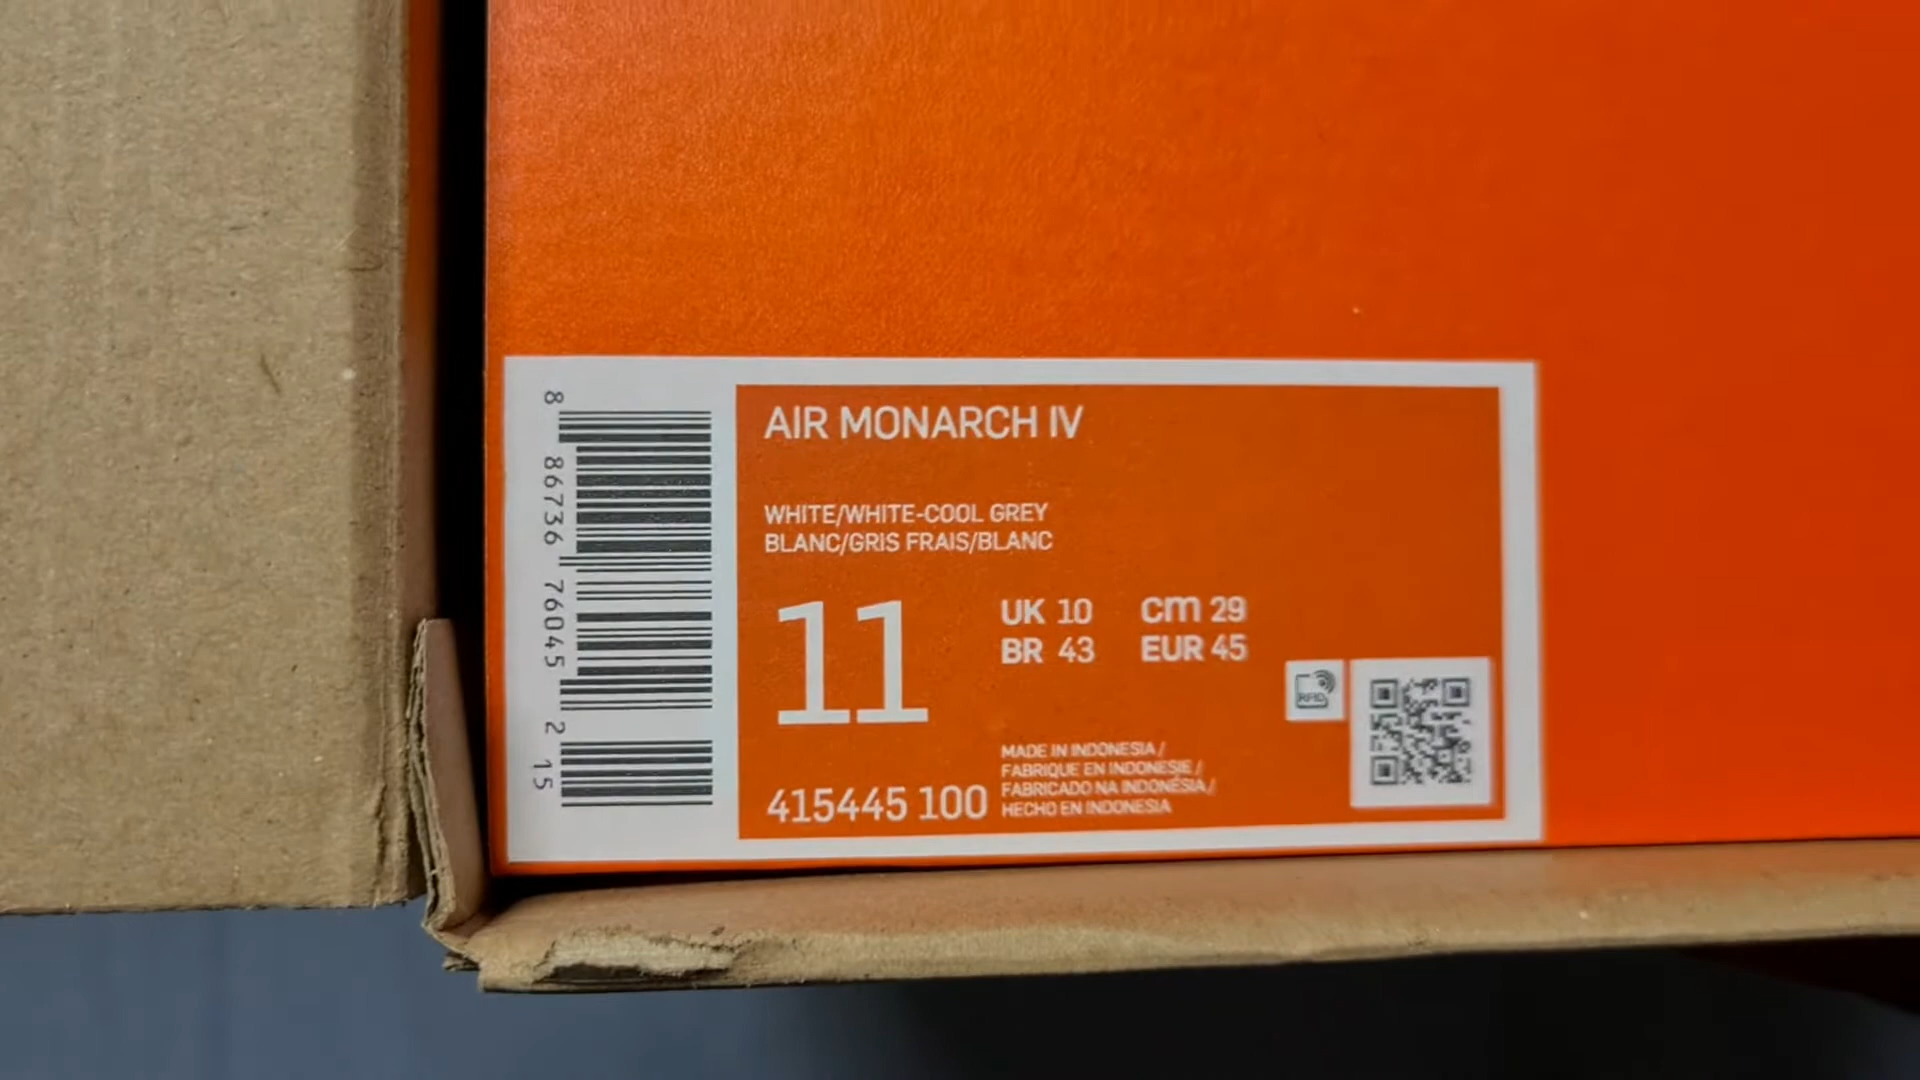 8 86736 76045 2 15
AIR MONARCH IV
WHITE/WHITE-COOL GREY
BLANC/GRIS FRAIS/BLANC
11
UK 10 cm 29
BR 43 EUR 45
RFID
MADE IN INDONESIA /
FABRIQUE EN INDONESIE /
FABRICADO NA INDONÉSIA /
HECHO EN INDONESIA
415445 100